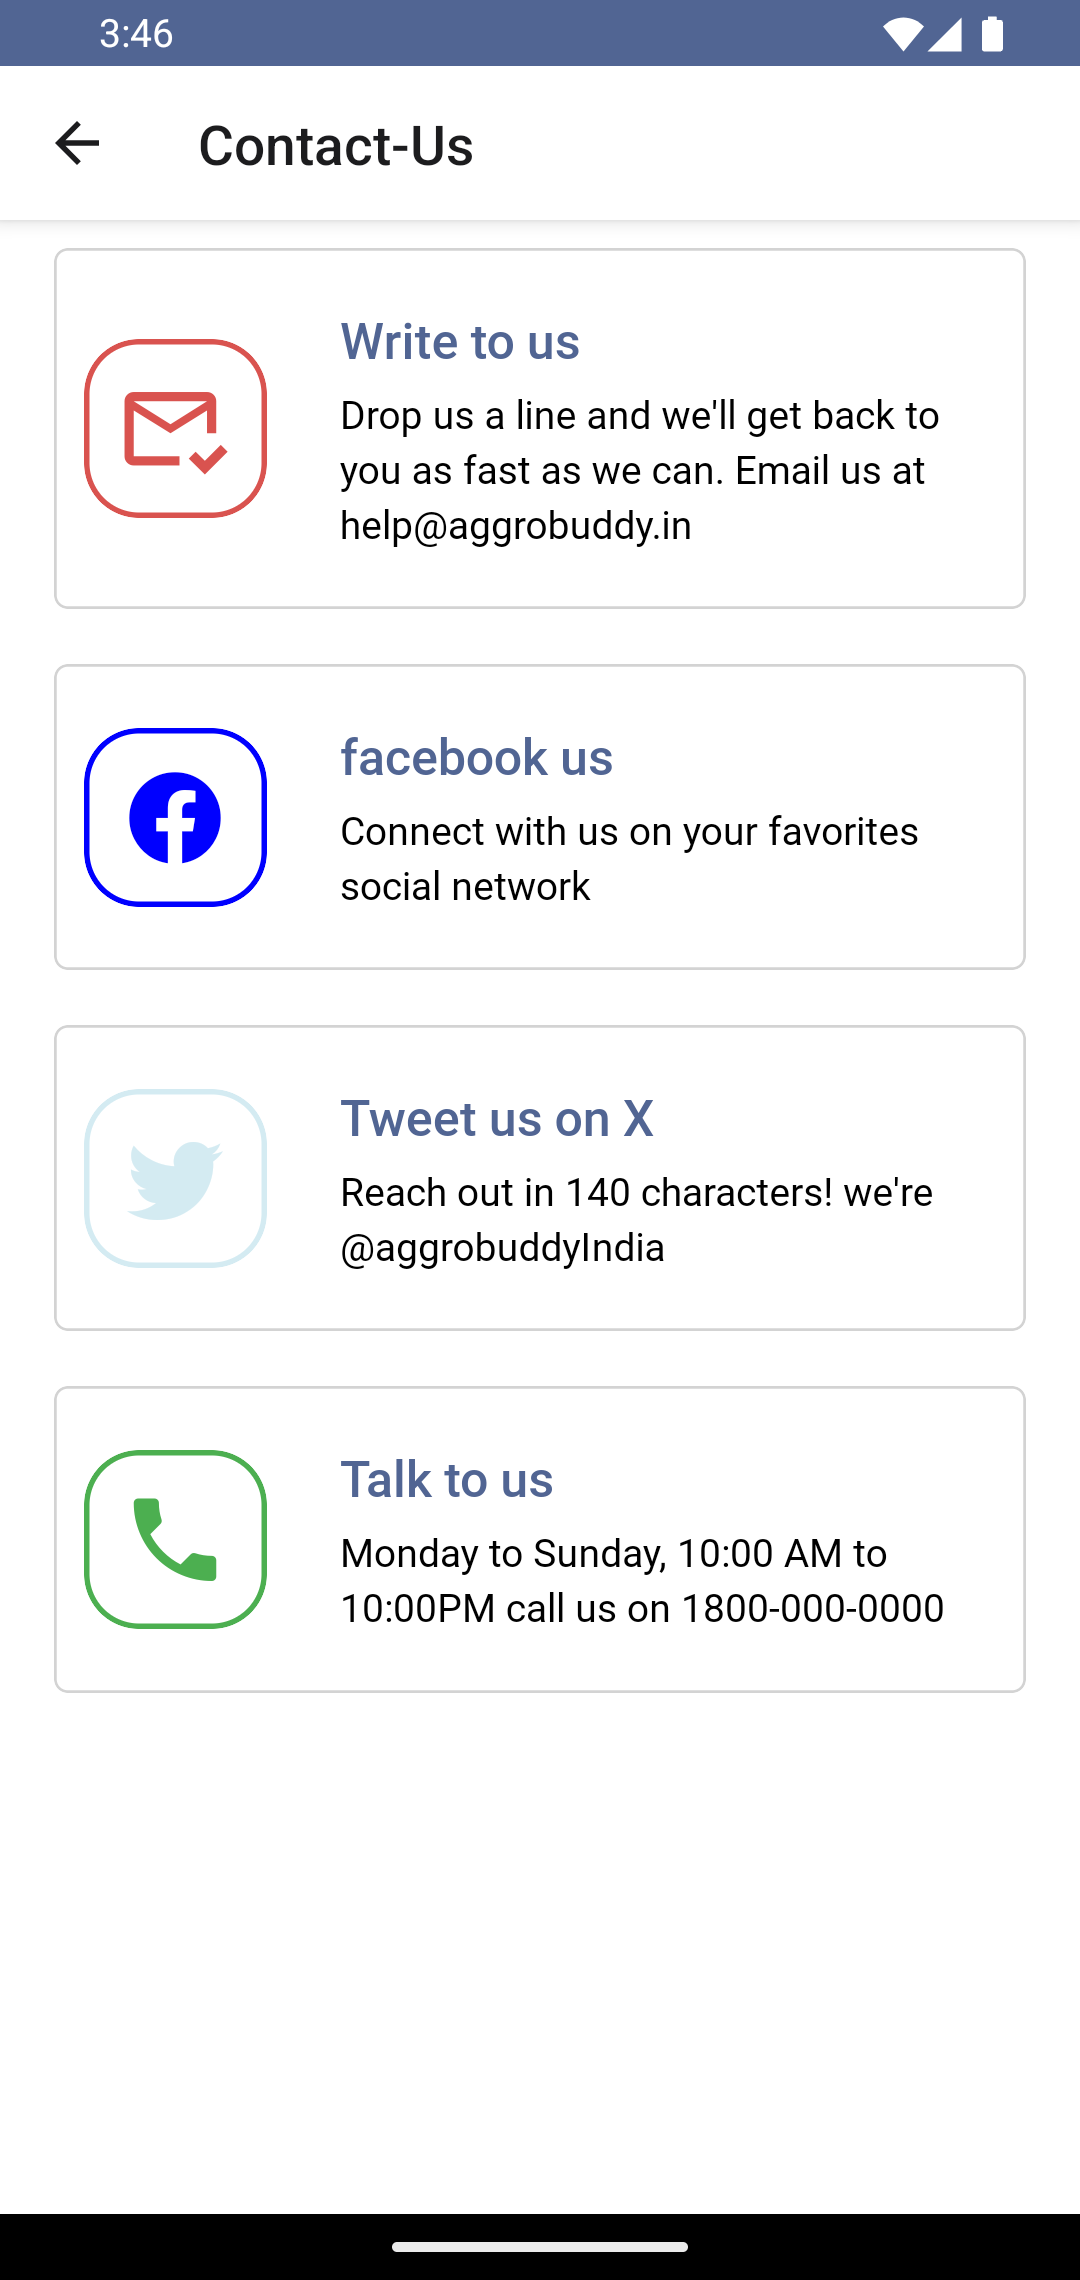 3:46
Contact-Us
Write to us
Drop us a line and we'll get back to
you as fast as we can. Email us at
help@aggrobuddy.in
facebook us
Connect with us on your favorites
social network
Tweet us on X
Reach out in 140 characters! we're
@aggrobuddyIndia
Talk to us
Monday to Sunday, 10:00 AM to
10:00PM call us on 1800-000-0000